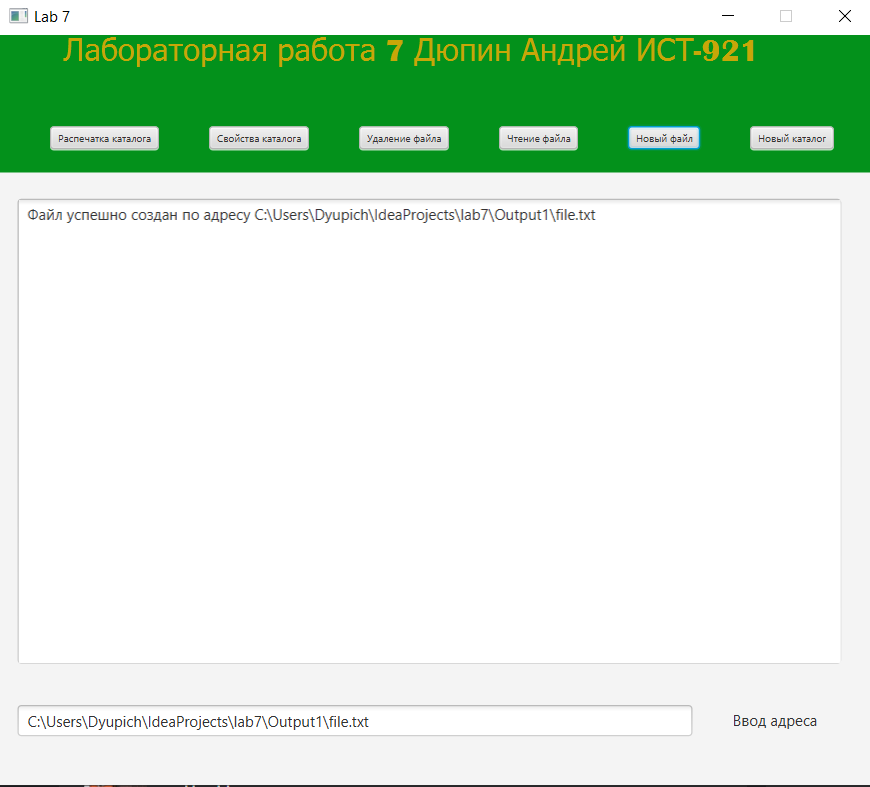 Lab 7
Лабораторная работа 7 Дюпин Андрей ИСТ-921
Распечатка каталога Свойства каталога Удаление файла Чтение файла Новый файл Новый каталог
Файл успешно создан по адресу C:\Users\Dyupich\IdeaProjects\lab7\Output1\file.txt
C:\Users\Dyupich\IdeaProjects\lab7\Output1\file.txt Ввод адреса